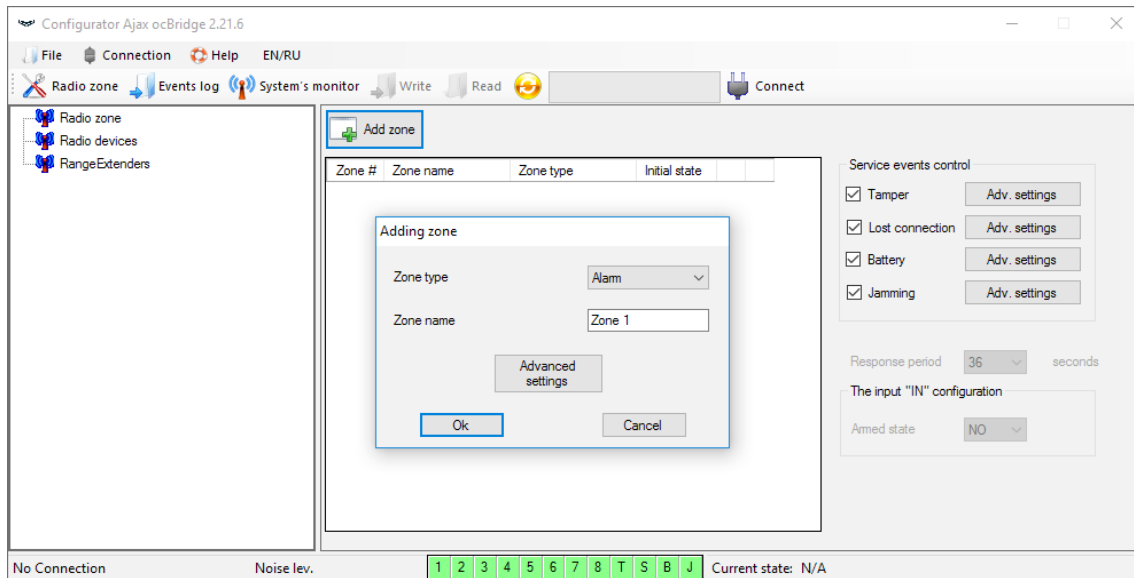 Configurator Ajax ocBridge 2.21.6
File Connection Help EN/RU
Radio zone Events log System's monitor Write Read Connect
Radio zone
Radio devices
RangeExtenders
Add zone
Zone # Zone name Zone type Initial state
Adding zone
Zone type Alarm
Zone name Zone 1
Advanced
settings
Ok Cancel
Service events control
Tamper Adv. settings
Lost connection Adv. settings
Battery Adv. settings
Jamming Adv. settings
Response period 36 seconds
The input "IN" configuration
Armed state NO
No Connection Noise lev. 1 2 3 4 5 6 7 8 T S B J Current state: N/A